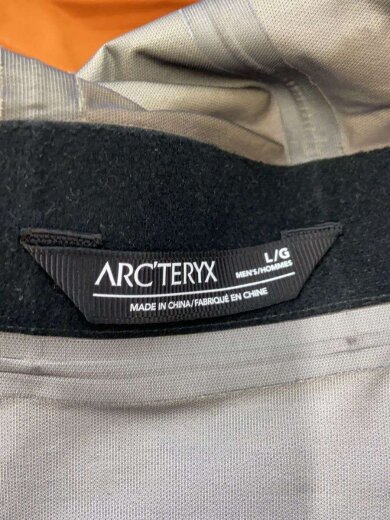 ARC'TERYX
L/G
MEN'S/HOMMES
MADE IN CHINA/FABRIQUÉ EN CHINE